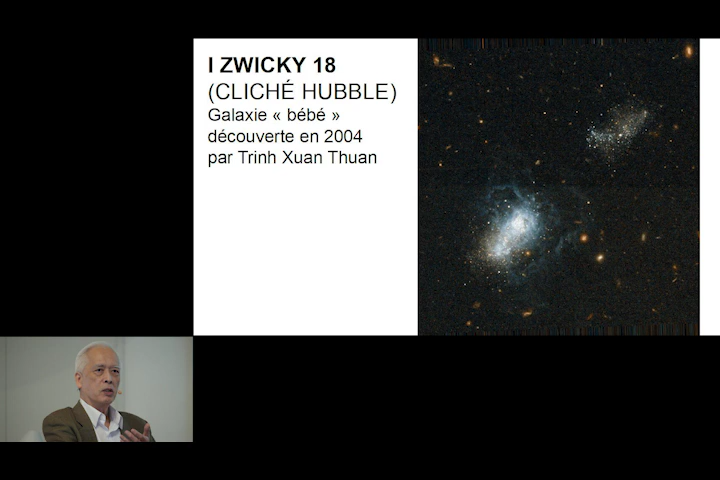 I ZWICKY 18
(CLICHÉ HUBBLE)
Galaxie « bébé »
découverte en 2004
par Trinh Xuan Thuan